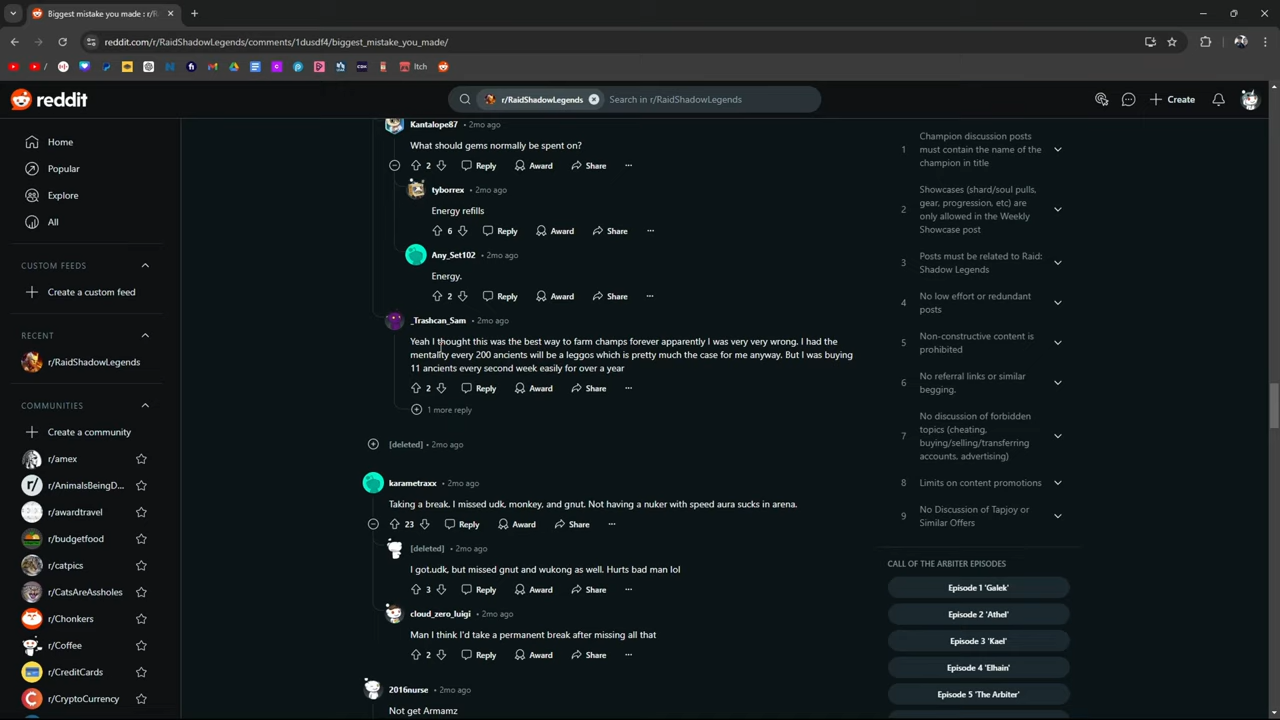 Biggest mistake you made : r/R
reddit.com/r/RaidShadowLegends/comments/1dusdf4/biggest_mistake_you_made/
Itch
reddit
r/RaidShadowLegends
Search in r/RaidShadowLegends
Create
Home
Popular
Explore
All
CUSTOM FEEDS
Create a custom feed
RECENT
r/RaidShadowLegends
COMMUNITIES
Create a community
r/amex
r/AnimalsBeingD...
r/awardtravel
r/budgetfood
r/catpics
r/CatsAreAssholes
r/Chonkers
r/Coffee
r/CreditCards
r/CryptoCurrency
Kantalope87 • 2mo ago
What should gems normally be spent on?
2 Reply Award Share ...
tyborrex • 2mo ago
Energy refills
6 Reply Award Share ...
Any_Set102 • 2mo ago
Energy.
2 Reply Award Share ...
_Trashcan_Sam • 2mo ago
Yeah I thought this was the best way to farm champs forever apparently I was very very wrong. I had the
mentality every 200 ancients will be a leggos which is pretty much the case for me anyway. But I was buying
11 ancients every second week easily for over a year
2 Reply Award Share ...
1 more reply
[deleted] • 2mo ago
karametraxx • 2mo ago
Taking a break. I missed udk, monkey, and gnut. Not having a nuker with speed aura sucks in arena.
23 Reply Award Share ...
[deleted] • 2mo ago
I got.udk, but missed gnut and wukong as well. Hurts bad man lol
3 Reply Award Share ...
cloud_zero_luigi • 2mo ago
Man I think I'd take a permanent break after missing all that
2 Reply Award Share ...
2016nurse • 2mo ago
Not get Armamz
1 Champion discussion posts
must contain the name of the
champion in title
2 Showcases (shard/soul pulls,
gear, progression, etc) are
only allowed in the Weekly
Showcase post
3 Posts must be related to Raid:
Shadow Legends
4 No low effort or redundant
posts
5 Non-constructive content is
prohibited
6 No referral links or similar
begging.
7 No discussion of forbidden
topics (cheating,
buying/selling/transferring
accounts, advertising)
8 Limits on content promotions
9 No Discussion of Tapjoy or
Similar Offers
CALL OF THE ARBITER EPISODES
Episode 1 'Galek'
Episode 2 'Athel'
Episode 3 'Kael'
Episode 4 'Elhain'
Episode 5 'The Arbiter'